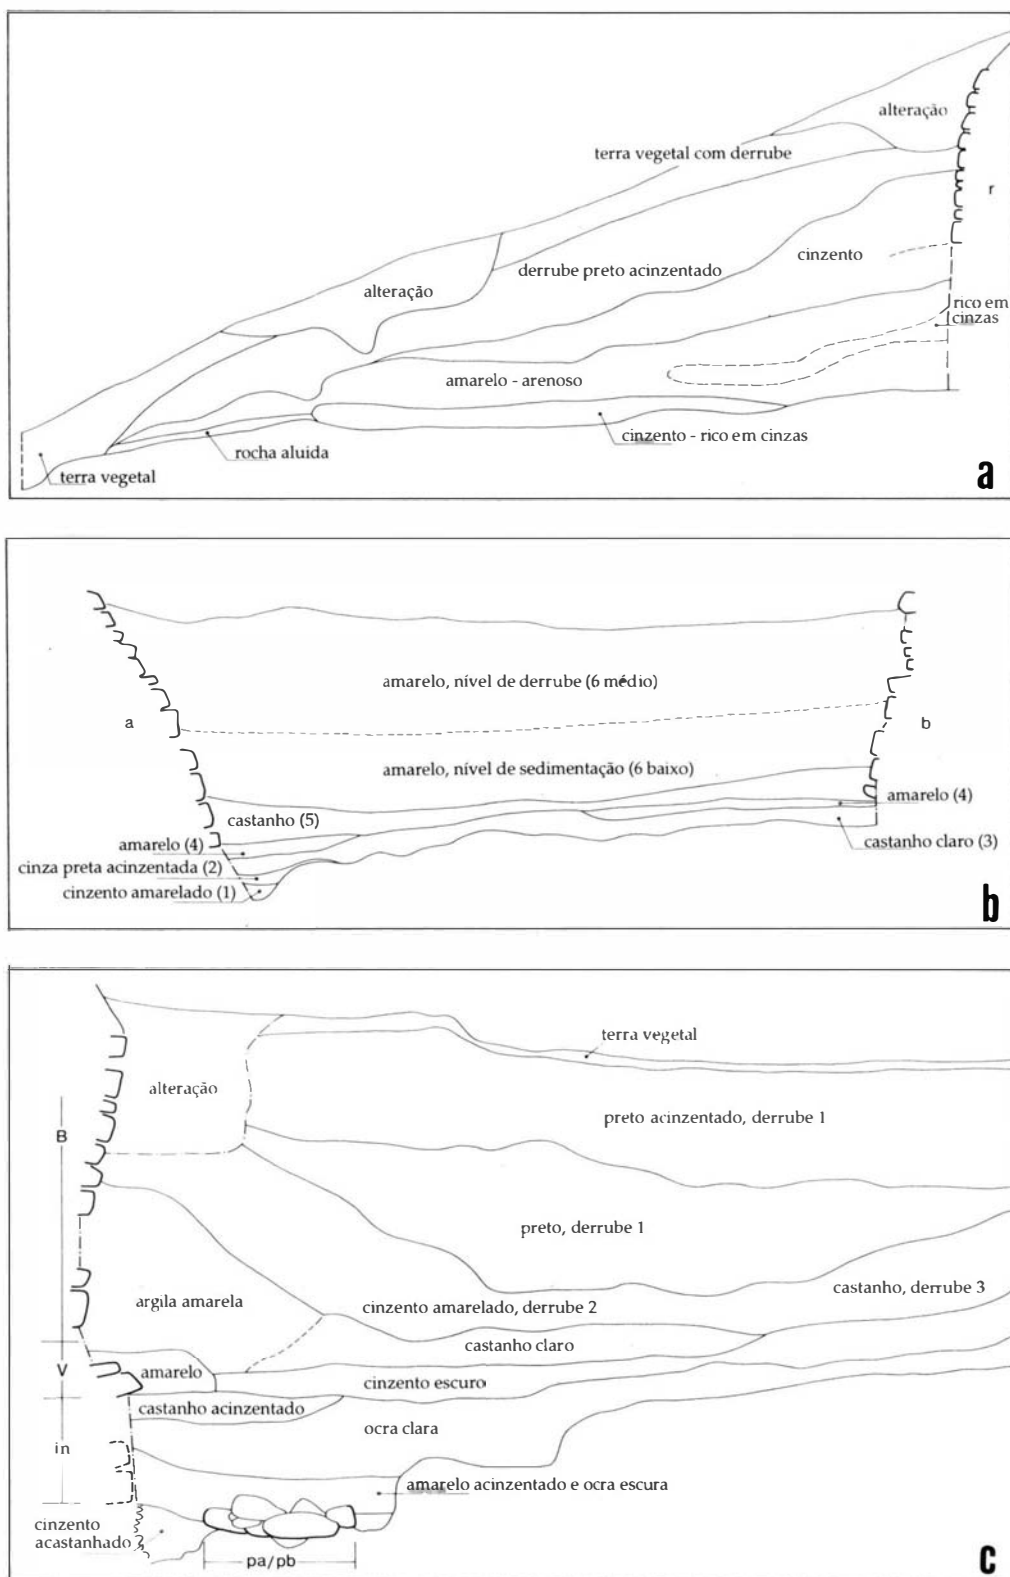 alteração
terra vegetal com derrube
r
cinzento
derrube preto acinzentado
alteração
rico em
cinzas
amarelo - arenoso
cinzento - rico em cinzas
rocha aluida
terra vegetal
a
amarelo, nível de derrube (6 médio)
a
b
amarelo, nível de sedimentação (6 baixo)
amarelo (4)
castanho (5)
amarelo (4)
castanho claro (3)
cinza preta acinzentada (2)
cinzento amarelado (1)
b
terra vegetal
alteração
preto acinzentado, derrube 1
B
preto, derrube 1
castanho, derrube 3
argila amarela
cinzento amarelado, derrube 2
castanho claro
V
amarelo
cinzento escuro
castanho acinzentado
ocra clara
in
amarelo acinzentado e ocra escura
cinzento
acastanhado
pa/pb
c